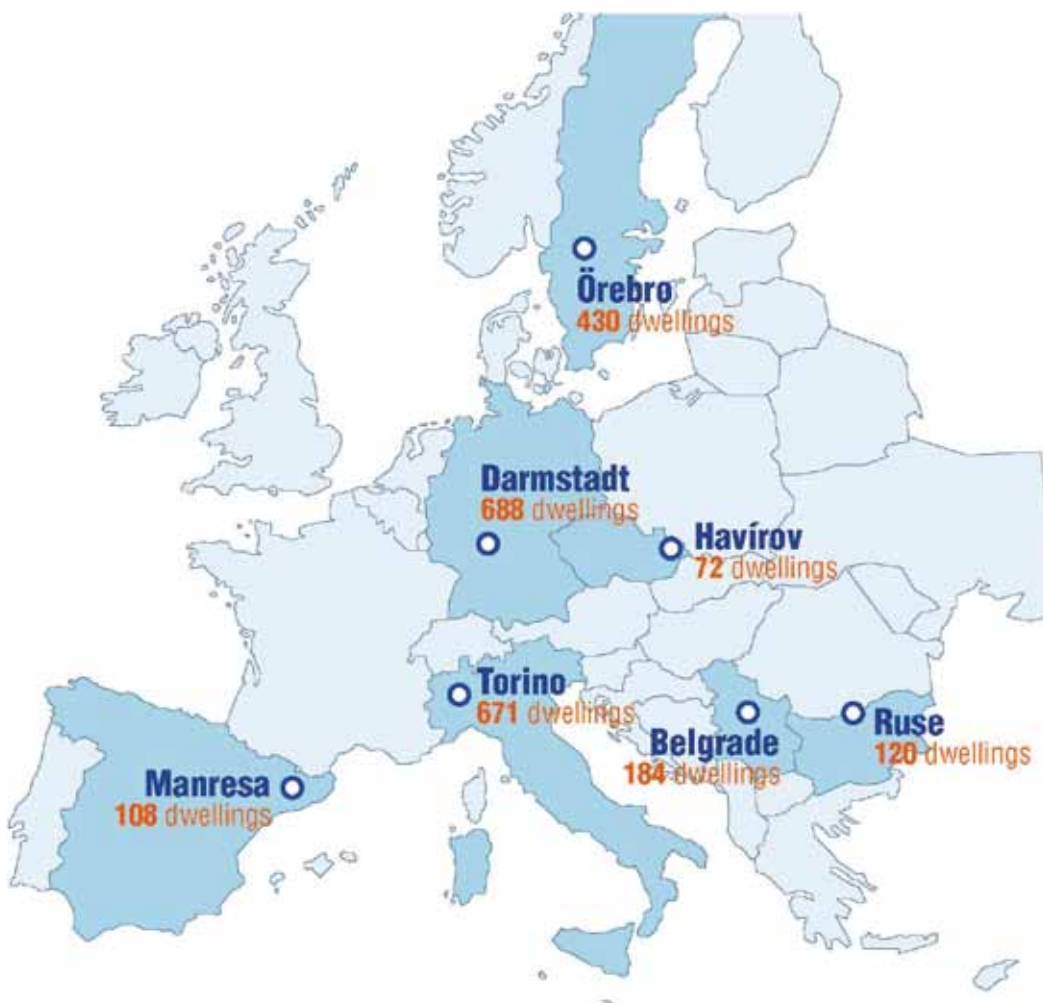 Örebro
430 dwellings
Darmstadt
688 dwellings
Havírov
72 dwellings
Torino
671 dwellings
Belgrade
184 dwellings
Ruse
120 dwellings
Manresa
108 dwellings